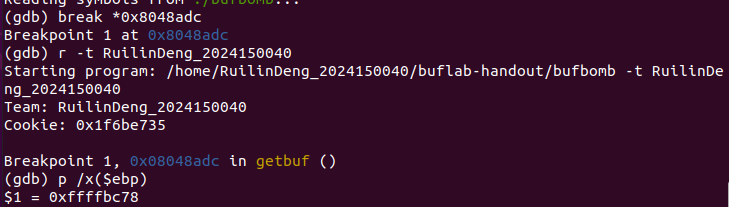 Reading symbols from ./bufbomb...
(gdb) break *0x8048adc
Breakpoint 1 at 0x8048adc
(gdb) r -t RuilinDeng_2024150040
Starting program: /home/RuilinDeng_2024150040/buflab-handout/bufbomb -t RuilinDe
ng_2024150040
Team: RuilinDeng_2024150040
Cookie: 0x1f6be735
Breakpoint 1, 0x08048adc in getbuf ()
(gdb) p /x($ebp)
$1 = 0xffffbc78